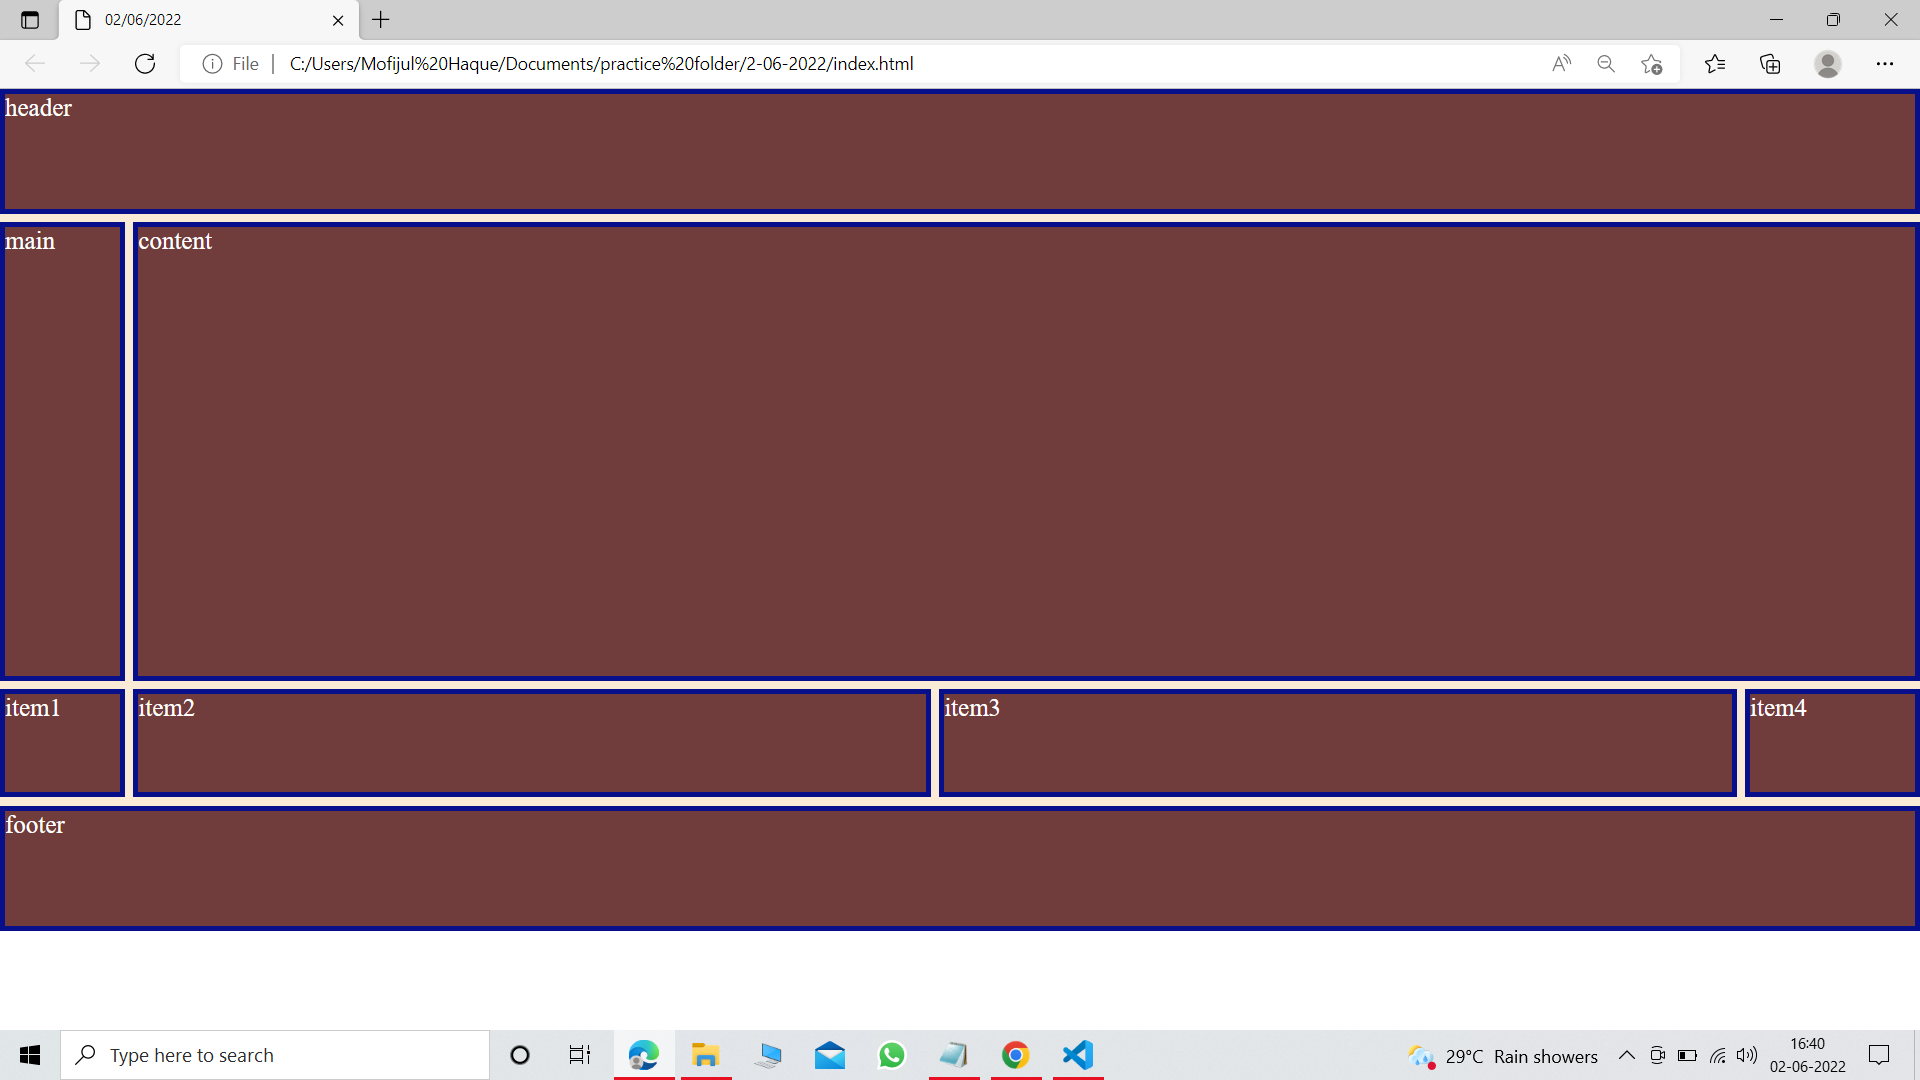 02/06/2022
File
C:/Users/Mofijul%20Haque/Documents/practice%20folder/2-06-2022/index.html
header
main
content
item1
item2
item3
item4
footer
Type here to search
29°C Rain showers
16:40
02-06-2022